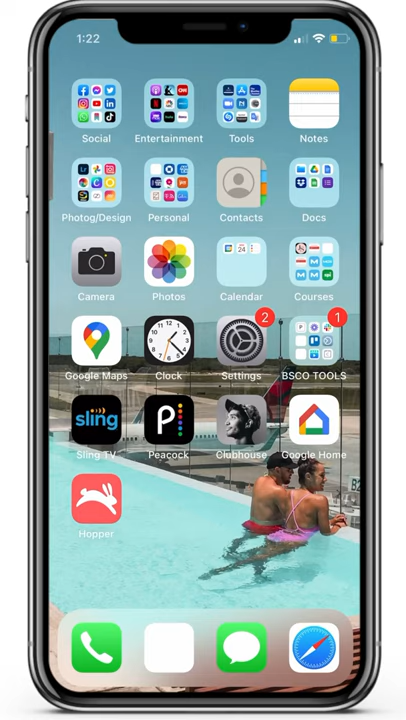 1:22
Social Entertainment Tools Notes
Photog/Design Personal Contacts Docs
24
Camera Photos Calendar Courses
2 1
Google Maps Clock Settings BSCO TOOLS
sling
Sling TV Peacock Clubhouse Google Home
Hopper